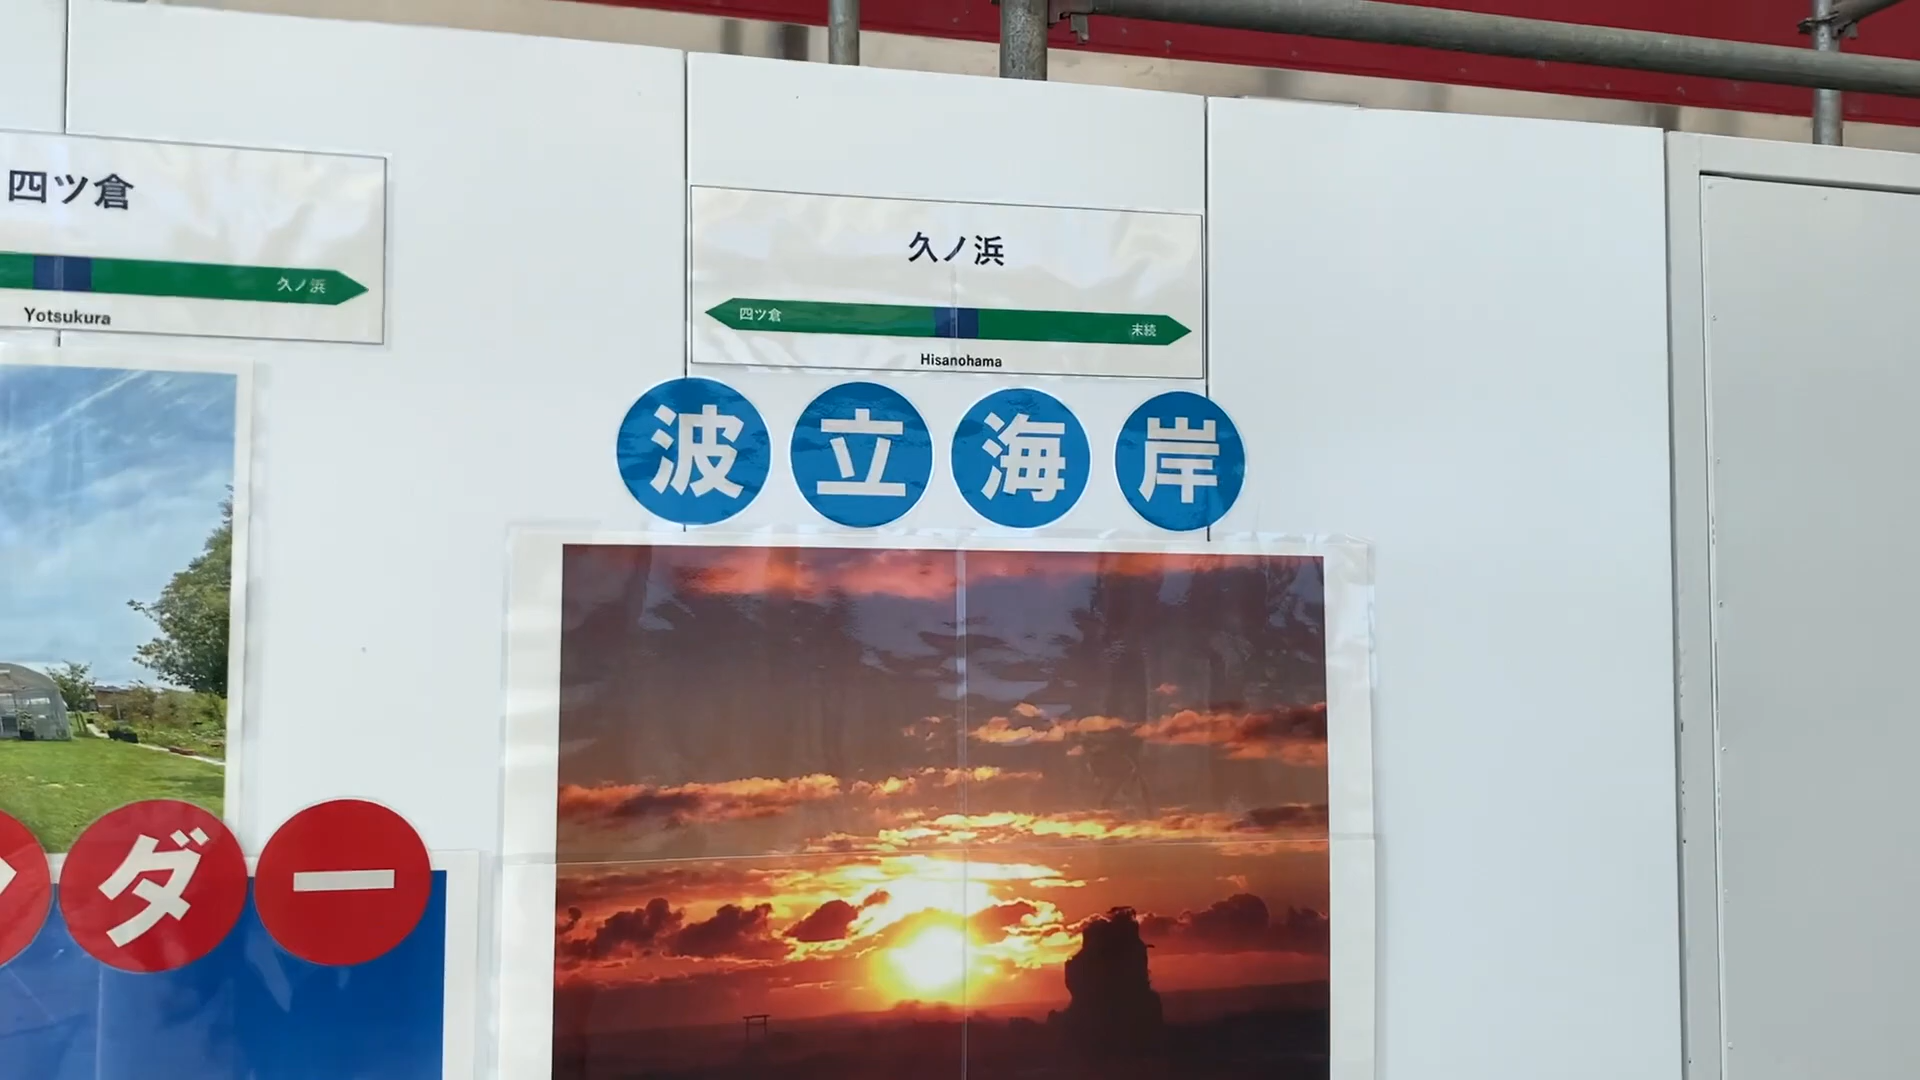 四ツ倉
久ノ浜
Yotsukura
久ノ浜
四ツ倉
末続
Hisanohama
波立海岸
ダー